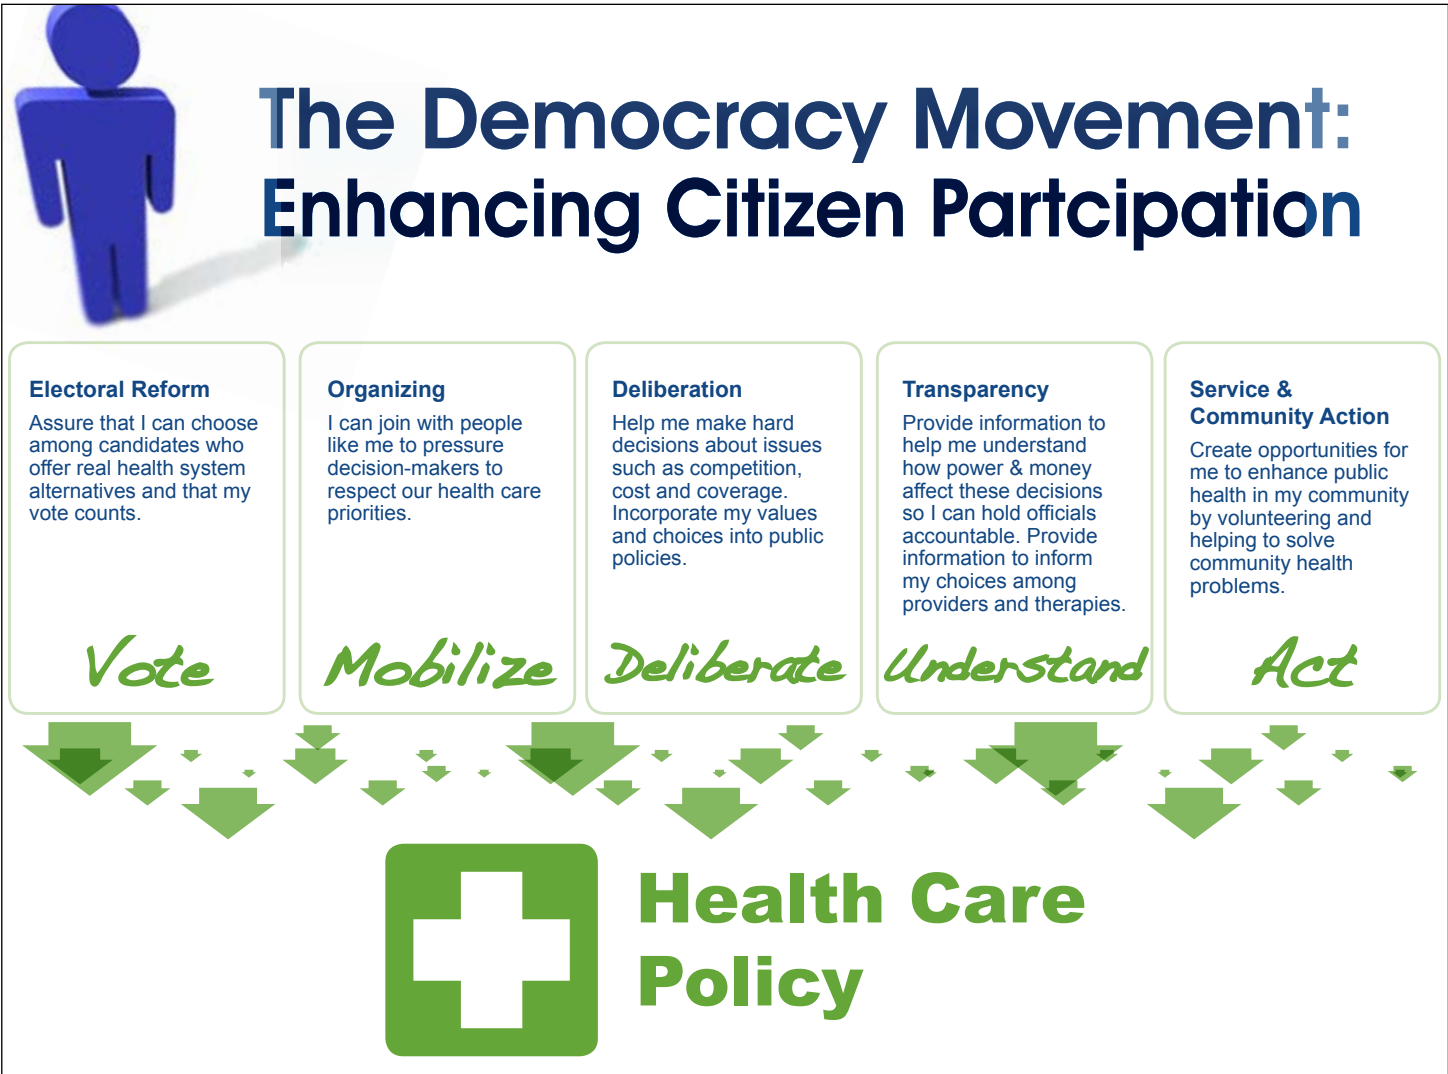 The Democracy Movement:
Enhancing Citizen Partcipation
Electoral Reform
Assure that I can choose
among candidates who
offer real health system
alternatives and that my
vote counts.
Vote
Organizing
I can join with people
like me to pressure
decision-makers to
respect our health care
priorities.
Mobilize
Deliberation
Help me make hard
decisions about issues
such as competition,
cost and coverage.
Incorporate my values
and choices into public
policies.
Deliberate
Transparency
Provide information to
help me understand
how power & money
affect these decisions
so I can hold officials
accountable. Provide
information to inform
my choices among
providers and therapies.
Understand
Service &
Community Action
Create opportunities for
me to enhance public
health in my community
by volunteering and
helping to solve
community health
problems.
Act
Health Care
Policy